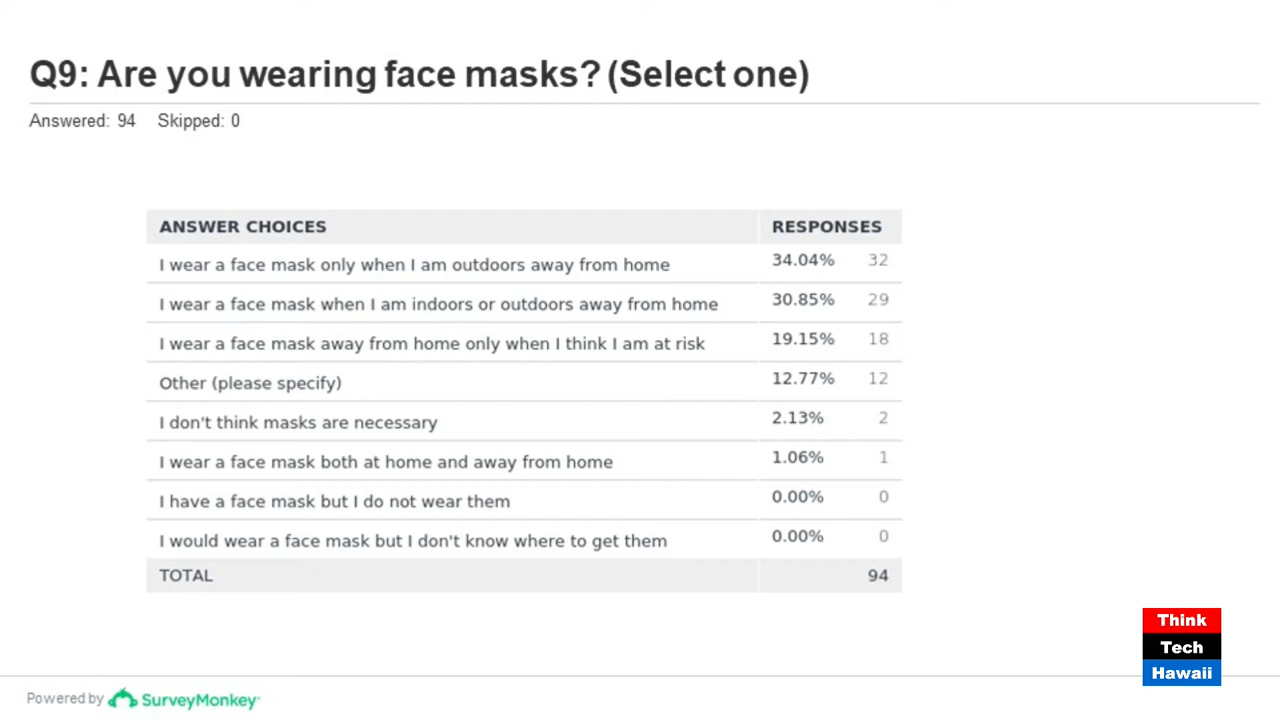 Q9: Are you wearing face masks? (Select one)
Answered: 94 Skipped: 0
ANSWER CHOICES RESPONSES
I wear a face mask only when I am outdoors away from home 34.04% 32
I wear a face mask when I am indoors or outdoors away from home 30.85% 29
I wear a face mask away from home only when I think I am at risk 19.15% 18
Other (please specify) 12.77% 12
I don't think masks are necessary 2.13% 2
I wear a face mask both at home and away from home 1.06% 1
I have a face mask but I do not wear them 0.00% 0
I would wear a face mask but I don't know where to get them 0.00% 0
TOTAL 94
Think
Tech
Hawaii
Powered by SurveyMonkey